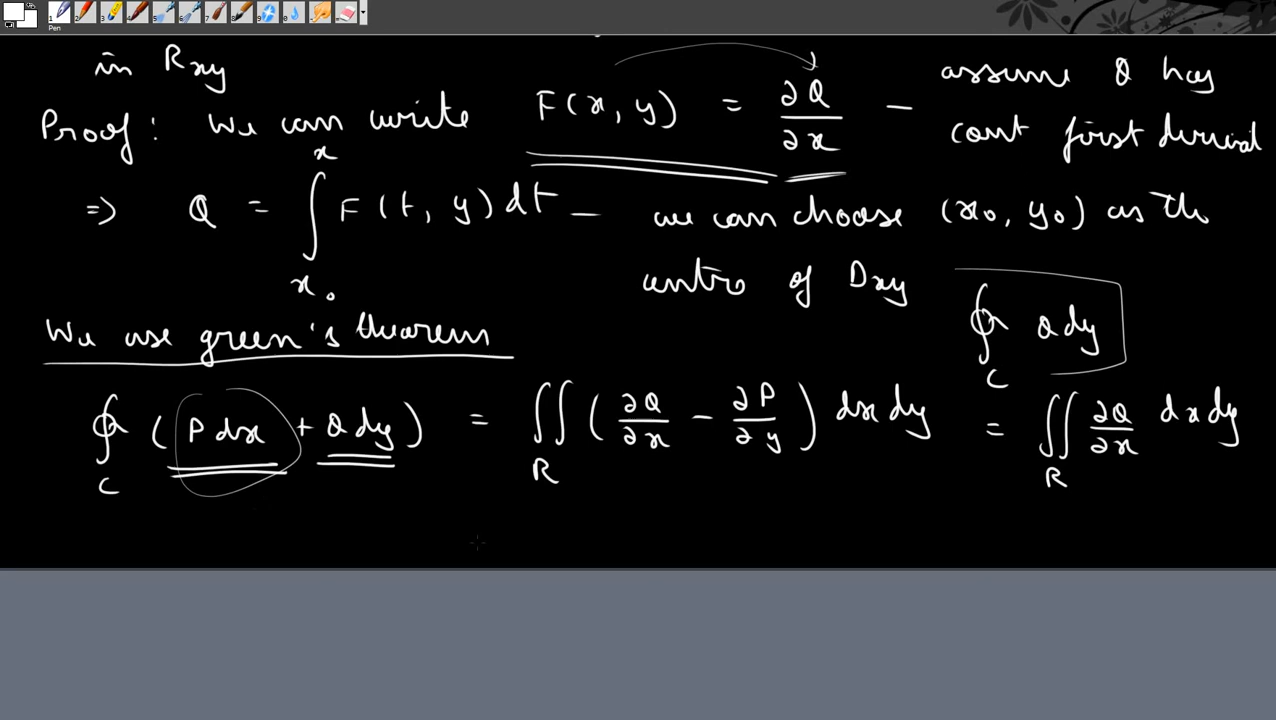 Pen
in Rxy
Proof : We can write F(x, y) = ∂Q/∂x — assume Q has
cont first derivat
⇒ Q = ∫_{x₀}^{x} F(t, y) dt — we can choose (x₀, y₀) as the
centre of Dxy
∮_C Q dy
We use green's theorem
∮_C (P dx + Q dy) = ∬_R (∂Q/∂x − ∂P/∂y) dx dy = ∬_R ∂Q/∂x dx dy